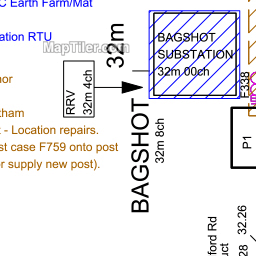 C Earth Farm/Mat
ation RTU
MapTiler.com
32m
BAGSHOT
SUBSTATION
32m 00ch
F338
RRV
32m 4ch
nor
tham
t - Location repairs.
st case F759 onto post
or supply new post).
BAGSHOT
32m 8ch
P1
ford Rd
uct
28
32.26